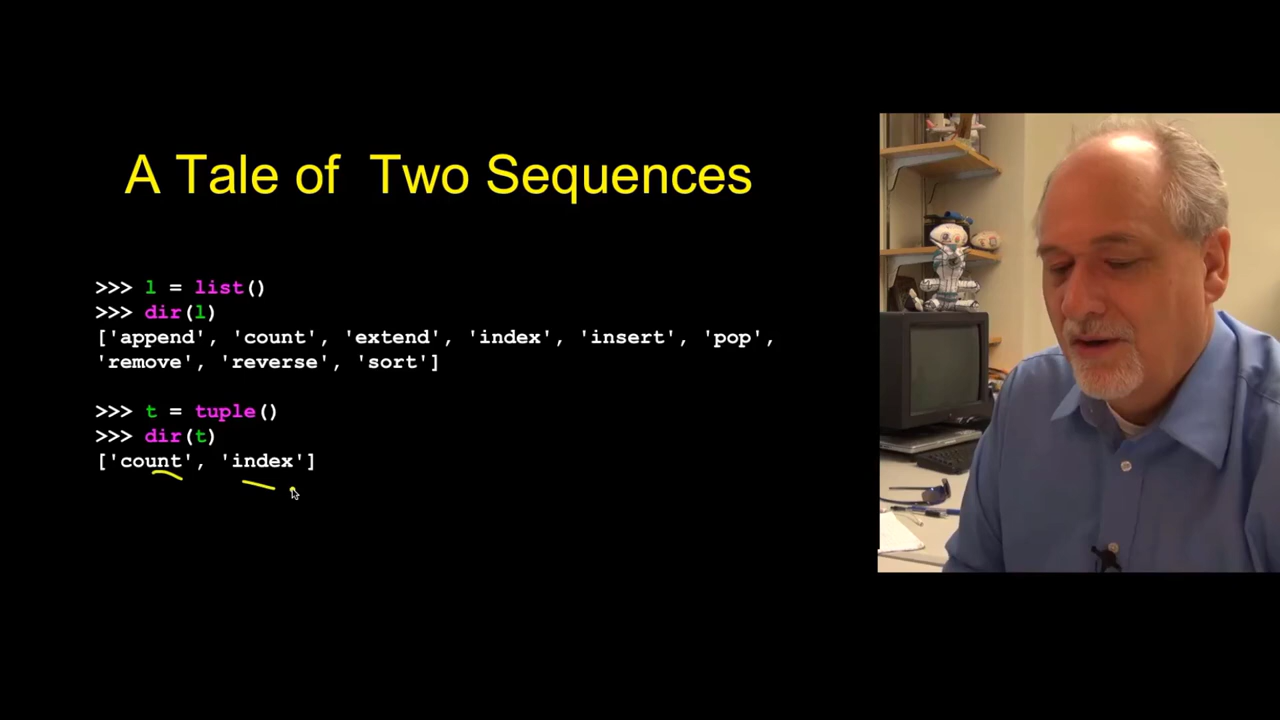 A Tale of Two Sequences
>>> l = list()
>>> dir(l)
['append', 'count', 'extend', 'index', 'insert', 'pop',
'remove', 'reverse', 'sort']
>>> t = tuple()
>>> dir(t)
['count', 'index']